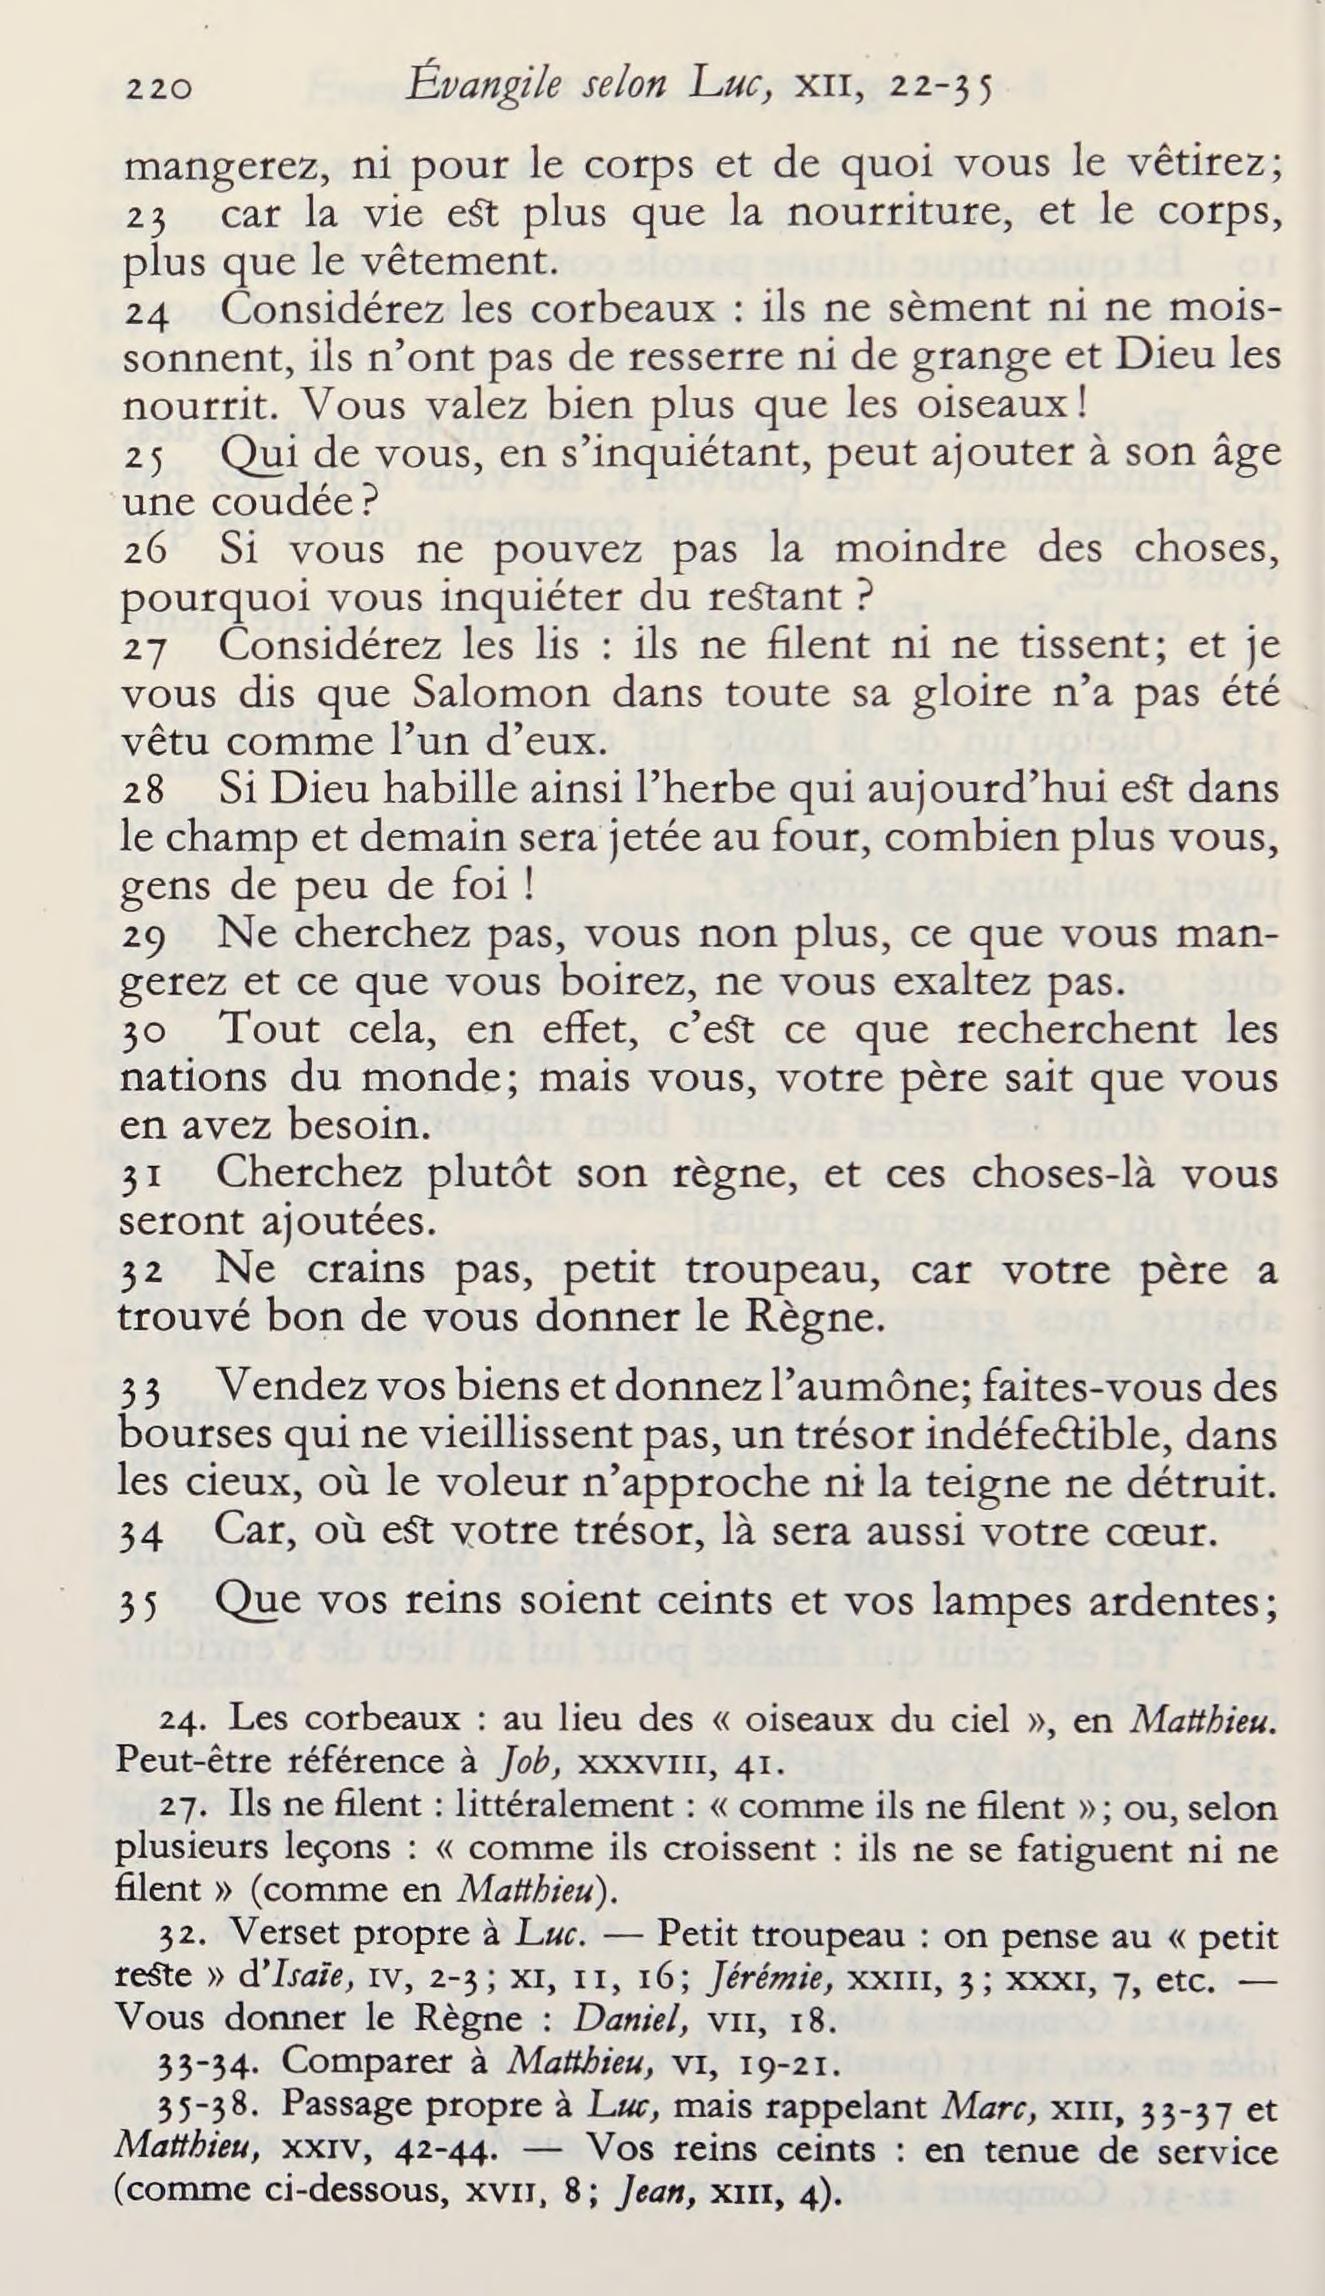 220 Évangile selon Luc, XII, 22-35
mangerez, ni pour le corps et de quoi vous le vêtirez;
23 car la vie est plus que la nourriture, et le corps,
plus que le vêtement.
24 Considérez les corbeaux : ils ne sèment ni ne mois-
sonnent, ils n’ont pas de resserre ni de grange et Dieu les
nourrit. Vous valez bien plus que les oiseaux!
25 Qui de vous, en s’inquiétant, peut ajouter à son âge
une coudée?
26 Si vous ne pouvez pas la moindre des choses,
pourquoi vous inquiéter du restant ?
27 Considérez les lis : ils ne filent ni ne tissent; et je
vous dis que Salomon dans toute sa gloire n’a pas été
vêtu comme l’un d’eux.
28 Si Dieu habille ainsi l’herbe qui aujourd’hui est dans
le champ et demain sera jetée au four, combien plus vous,
gens de peu de foi !
29 Ne cherchez pas, vous non plus, ce que vous man-
gerez et ce que vous boirez, ne vous exaltez pas.
30 Tout cela, en effet, c’est ce que recherchent les
nations du monde; mais vous, votre père sait que vous
en avez besoin.
31 Cherchez plutôt son règne, et ces choses-là vous
seront ajoutées.
32 Ne crains pas, petit troupeau, car votre père a
trouvé bon de vous donner le Règne.
33 Vendez vos biens et donnez l’aumône; faites-vous des
bourses qui ne vieillissent pas, un trésor indéfectible, dans
les cieux, où le voleur n’approche ni la teigne ne détruit.
34 Car, où est votre trésor, là sera aussi votre cœur.
35 Que vos reins soient ceints et vos lampes ardentes;
24. Les corbeaux : au lieu des « oiseaux du ciel », en Matthieu.
Peut-être référence à Job, XXXVIII, 41.
27. Ils ne filent : littéralement : « comme ils ne filent »; ou, selon
plusieurs leçons : « comme ils croissent : ils ne se fatiguent ni ne
filent » (comme en Matthieu).
32. Verset propre à Luc. — Petit troupeau : on pense au « petit
reste » d’Isaïe, IV, 2-3; XI, 11, 16; Jérémie, XXIII, 3; XXXI, 7, etc. —
Vous donner le Règne : Daniel, VII, 18.
33-34. Comparer à Matthieu, VI, 19-21.
35-38. Passage propre à Luc, mais rappelant Marc, XIII, 33-37 et
Matthieu, XXIV, 42-44. — Vos reins ceints : en tenue de service
(comme ci-dessous, XVII, 8; Jean, XIII, 4).